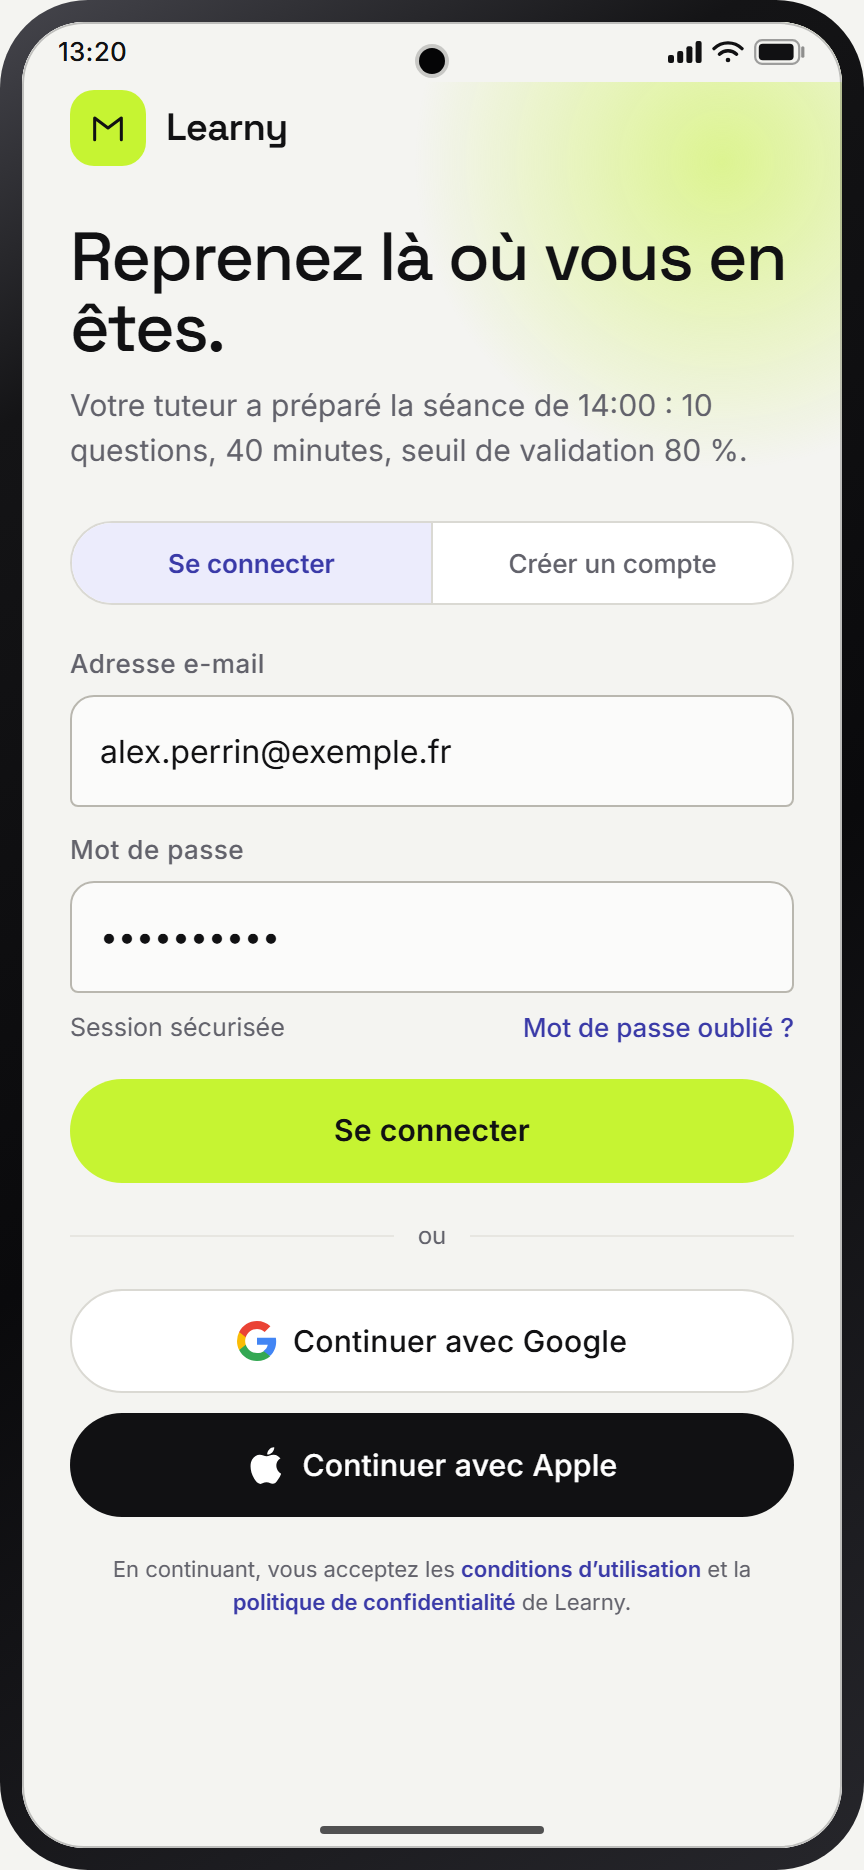 13:20
Learny
Reprenez là où vous en
êtes.
Votre tuteur a préparé la séance de 14:00 : 10
questions, 40 minutes, seuil de validation 80 %.
Se connecter
Créer un compte
Adresse e-mail
alex.perrin@exemple.fr
Mot de passe
••••••••••
Session sécurisée
Mot de passe oublié ?
Se connecter
ou
Continuer avec Google
Continuer avec Apple
En continuant, vous acceptez les conditions d’utilisation et la
politique de confidentialité de Learny.